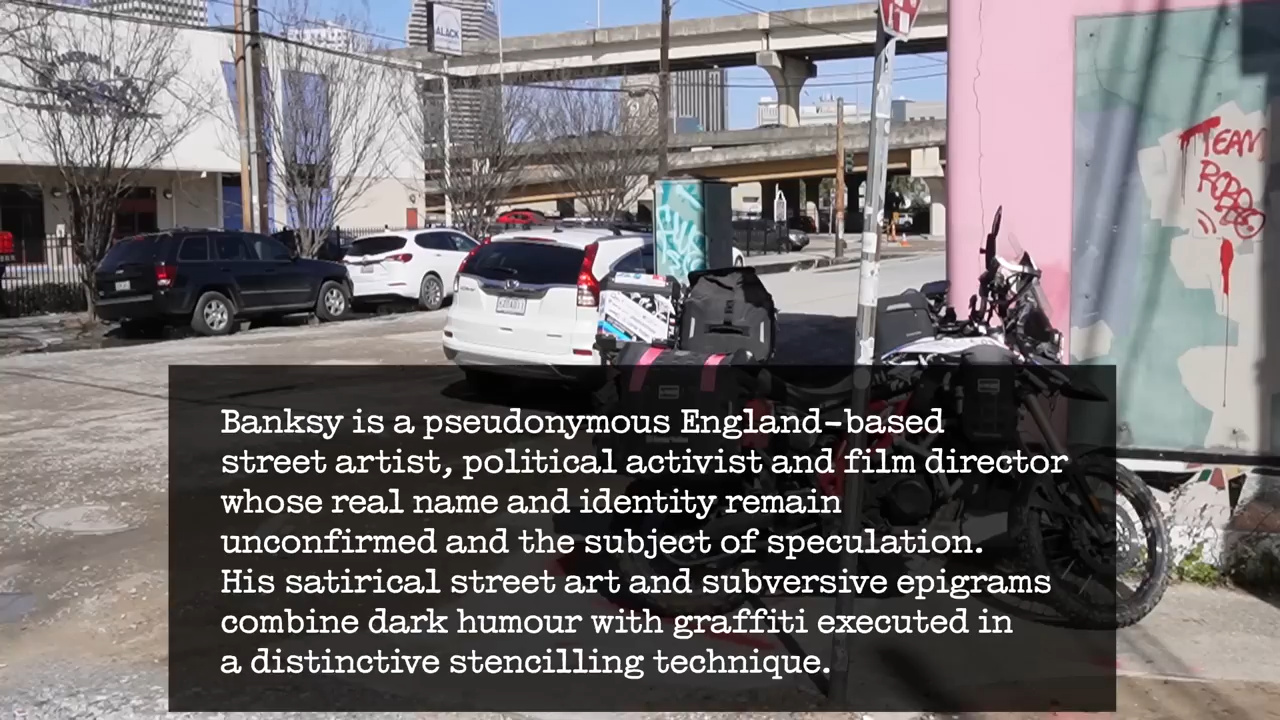 ALACK
TEAM
ROBO
Banksy is a pseudonymous England-based
street artist, political activist and film director
whose real name and identity remain
unconfirmed and the subject of speculation.
His satirical street art and subversive epigrams
combine dark humour with graffiti executed in
a distinctive stencilling technique.